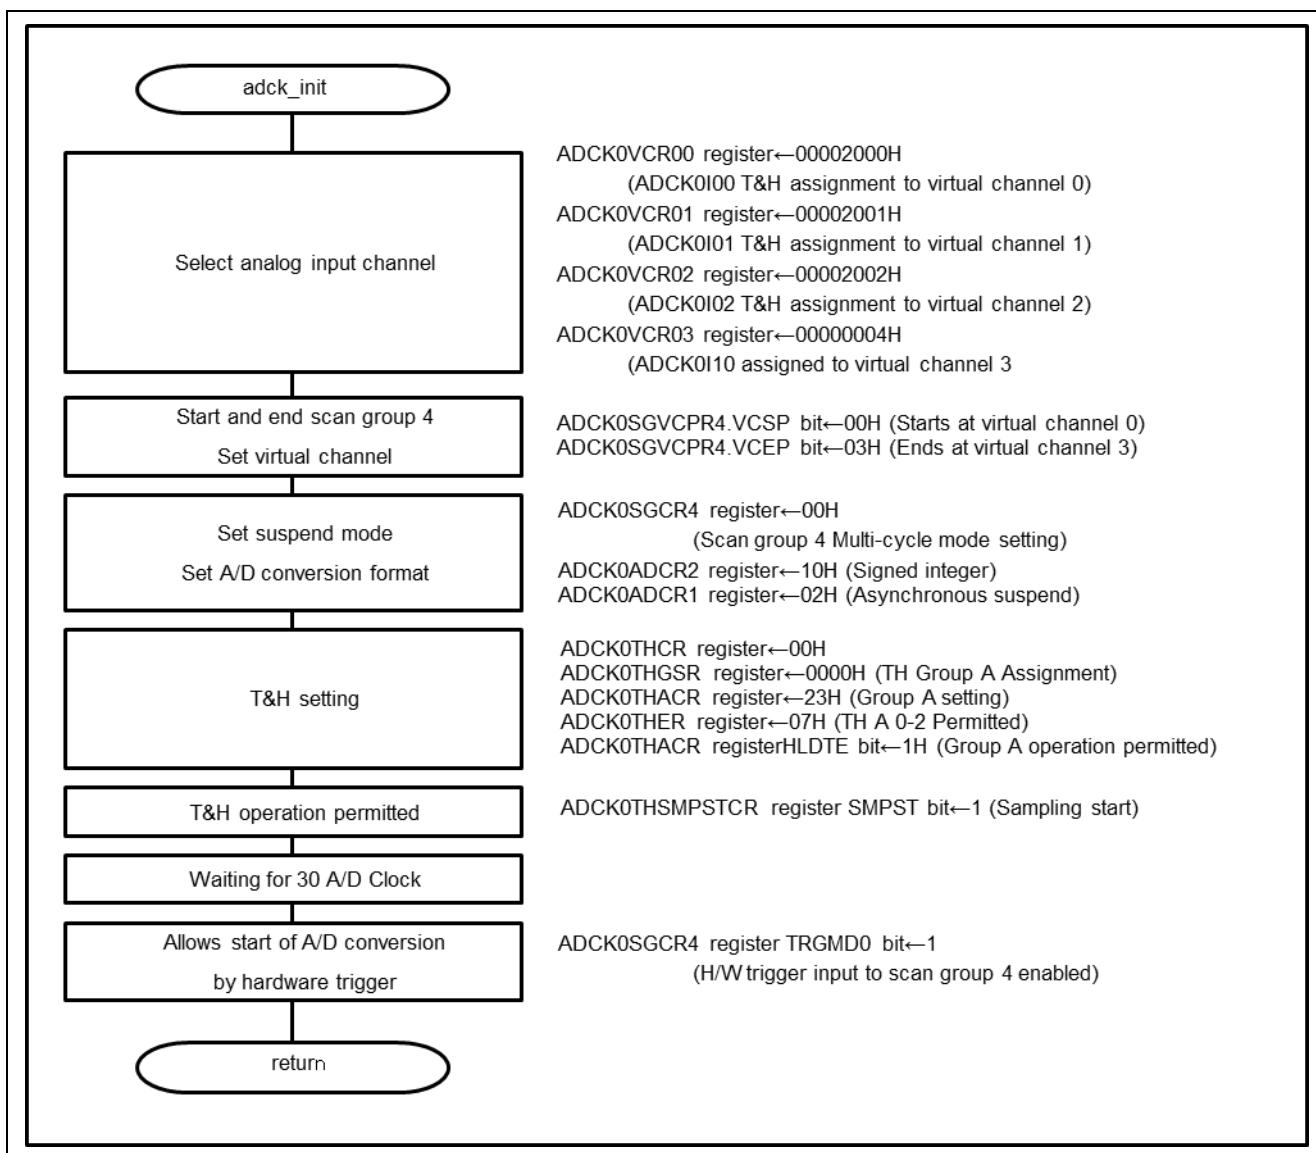 adck_init
Select analog input channel
ADCK0VCR00 register←00002000H
(ADCK0I00 T&H assignment to virtual channel 0)
ADCK0VCR01 register←00002001H
(ADCK0I01 T&H assignment to virtual channel 1)
ADCK0VCR02 register←00002002H
(ADCK0I02 T&H assignment to virtual channel 2)
ADCK0VCR03 register←00000004H
(ADCK0I10 assigned to virtual channel 3
Start and end scan group 4
Set virtual channel
ADCK0SGVCPR4.VCSP bit←00H (Starts at virtual channel 0)
ADCK0SGVCPR4.VCEP bit←03H (Ends at virtual channel 3)
Set suspend mode
Set A/D conversion format
ADCK0SGCR4 register←00H
(Scan group 4 Multi-cycle mode setting)
ADCK0ADCR2 register←10H (Signed integer)
ADCK0ADCR1 register←02H (Asynchronous suspend)
T&H setting
ADCK0THCR register←00H
ADCK0THGSR register←0000H (TH Group A Assignment)
ADCK0THACR register←23H (Group A setting)
ADCK0THER register←07H (TH A 0-2 Permitted)
ADCK0THACR registerHLDTE bit←1H (Group A operation permitted)
T&H operation permitted
ADCK0THSMPSTCR register SMPST bit←1 (Sampling start)
Waiting for 30 A/D Clock
Allows start of A/D conversion
by hardware trigger
ADCK0SGCR4 register TRGMD0 bit←1
(H/W trigger input to scan group 4 enabled)
return